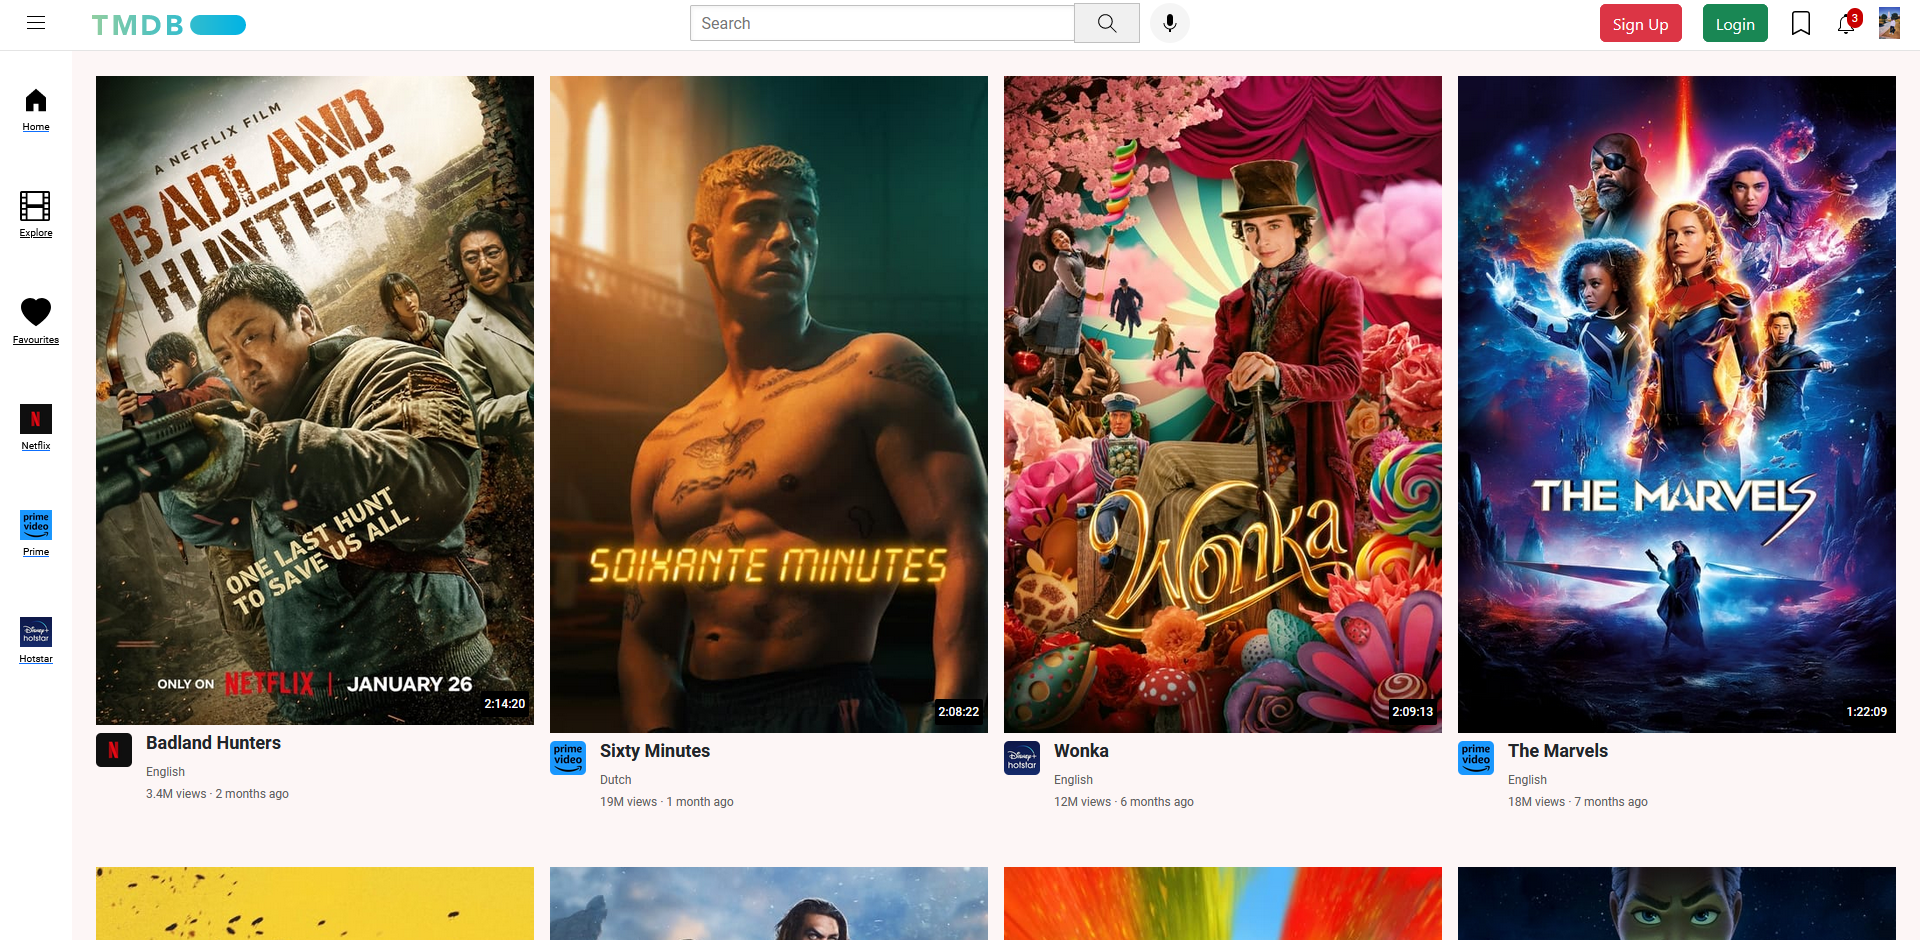 TMDB
Search
Sign Up
Login
3
Home
Explore
Favourites
N
Netflix
prime
video
Prime
Disney+
hotstar
Hotstar
A NETFLIX FILM
BADLAND
HUNTERS
ONE LAST HUNT
TO SAVE US ALL
ONLY ON NETFLIX | JANUARY 26
2:14:20
N
Badland Hunters
English
3.4M views · 2 months ago
SOIXANTE MINUTES
2:08:22
prime
video
Sixty Minutes
Dutch
19M views · 1 month ago
Wonka
2:09:13
Disney+
hotstar
Wonka
English
12M views · 6 months ago
THE MARVELS
1:22:09
prime
video
The Marvels
English
18M views · 7 months ago